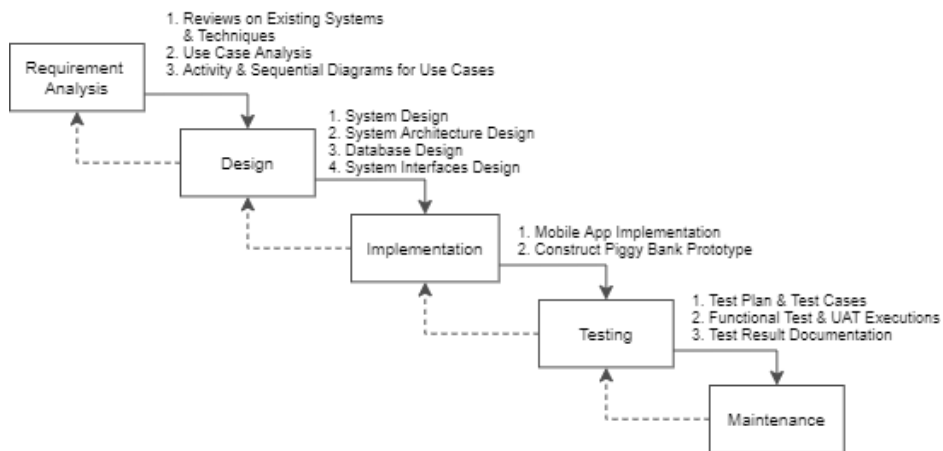 1. Reviews on Existing Systems
& Techniques
2. Use Case Analysis
3. Activity & Sequential Diagrams for Use Cases
Requirement
Analysis
1. System Design
2. System Architecture Design
3. Database Design
4. System Interfaces Design
Design
1. Mobile App Implementation
2. Construct Piggy Bank Prototype
Implementation
1. Test Plan & Test Cases
2. Functional Test & UAT Executions
3. Test Result Documentation
Testing
Maintenance